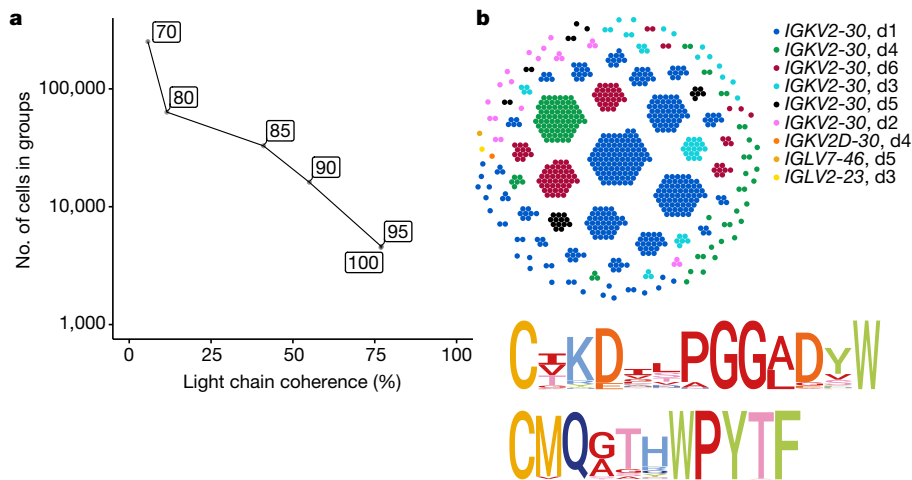 a
No. of cells in groups
100,000
10,000
1,000
70
80
85
90
95
100
0
25
50
75
100
Light chain coherence (%)
b
IGKV2-30, d1
IGKV2-30, d4
IGKV2-30, d6
IGKV2-30, d3
IGKV2-30, d5
IGKV2-30, d2
IGKV2D-30, d4
IGLV7-46, d5
IGLV2-23, d3